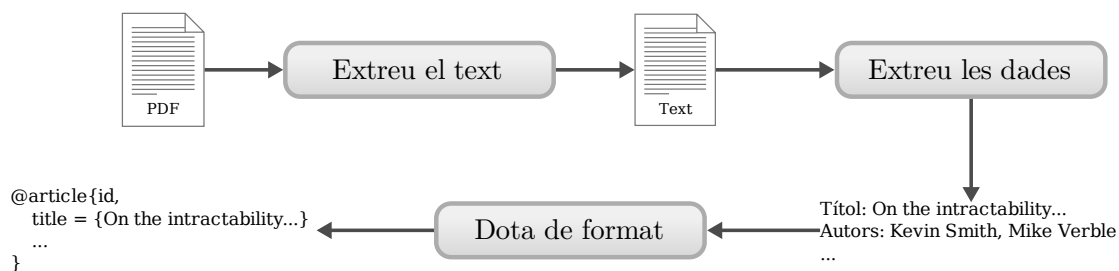 PDF
Extreu el text
Text
Extreu les dades
Títol: On the intractability...
Autors: Kevin Smith, Mike Verble
...
Dota de format
@article{id,
title = {On the intractability...}
...
}